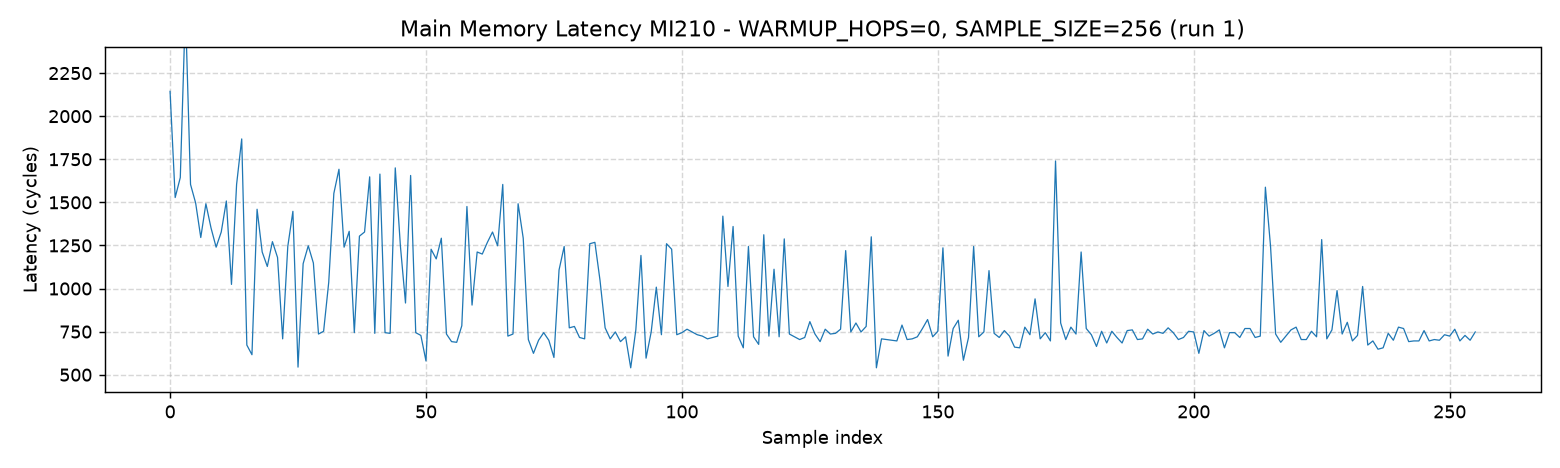 Main Memory Latency MI210 - WARMUP_HOPS=0, SAMPLE_SIZE=256 (run 1)
Latency (cycles)
2250
2000
1750
1500
1250
1000
750
500
0 50 100 150 200 250
Sample index